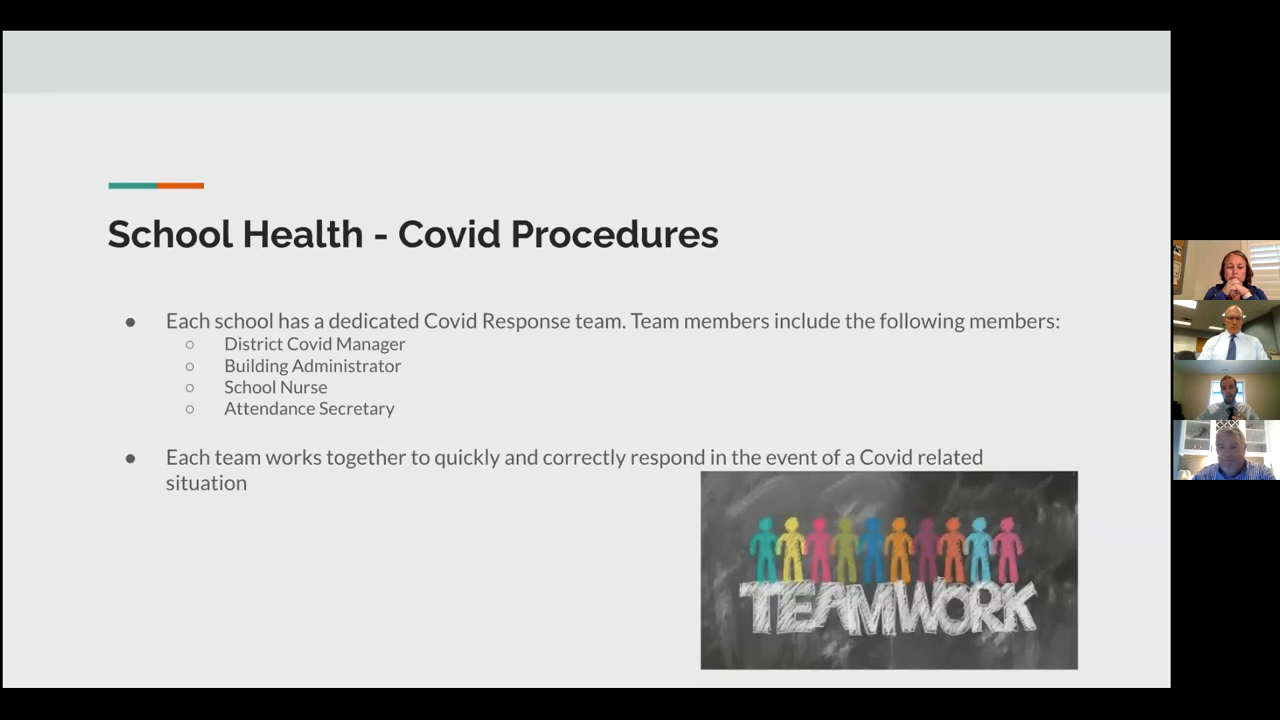 School Health - Covid Procedures
● Each school has a dedicated Covid Response team. Team members include the following members:
○ District Covid Manager
○ Building Administrator
○ School Nurse
○ Attendance Secretary
● Each team works together to quickly and correctly respond in the event of a Covid related
situation
TEAMWORK